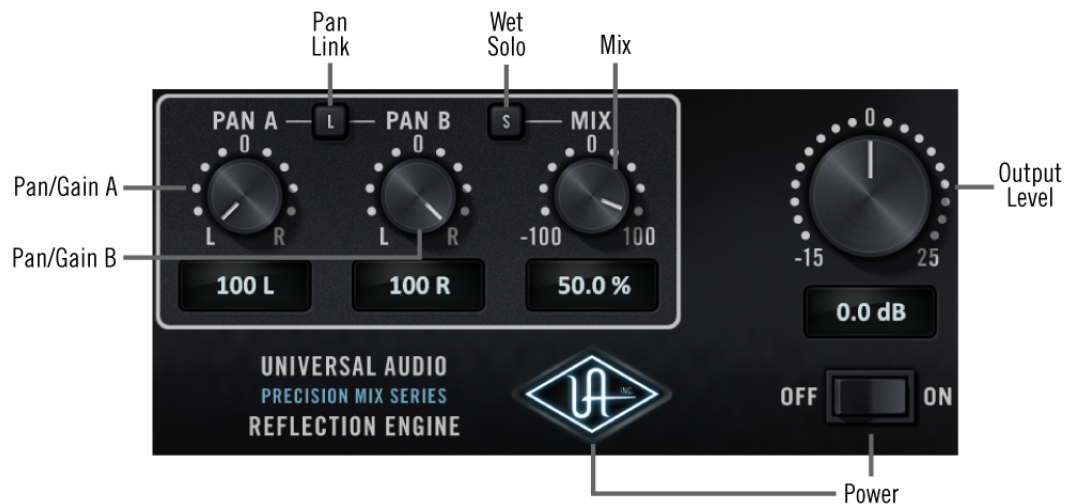 Pan
Link
Wet
Solo
Mix
PAN A
L
PAN B
S
MIX
0
0
0
0
Pan/Gain A
Output
Level
L
R
L
R
-100
100
-15
25
Pan/Gain B
100 L
100 R
50.0 %
0.0 dB
UNIVERSAL AUDIO
PRECISION MIX SERIES
REFLECTION ENGINE
UA
INC.
OFF
ON
Power